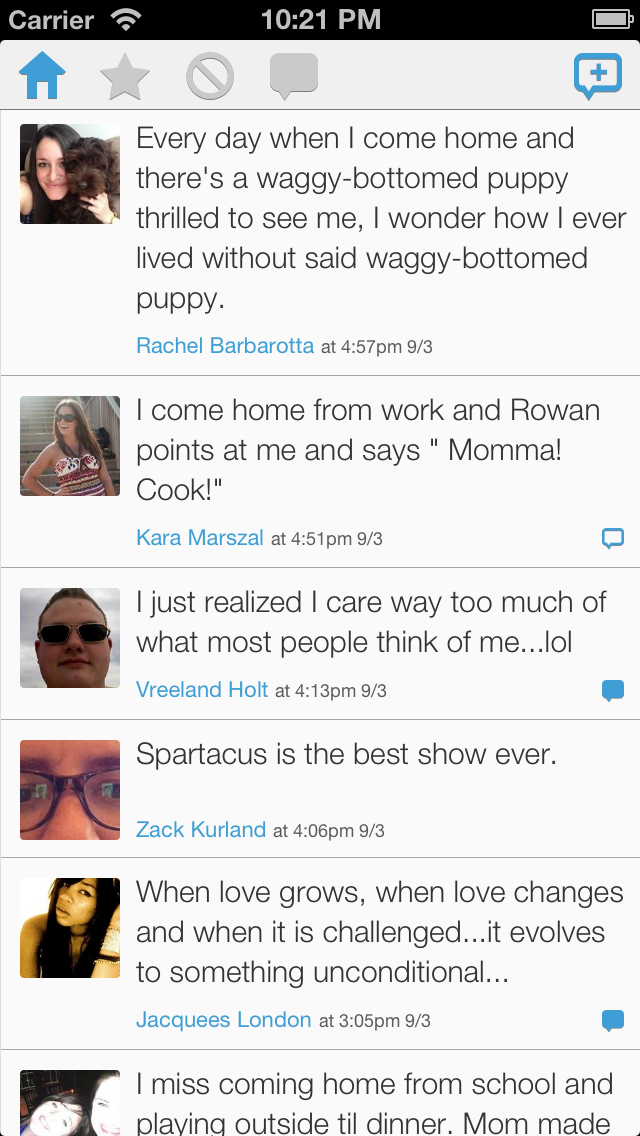 Carrier 10:21 PM
Every day when I come home and
there's a waggy-bottomed puppy
thrilled to see me, I wonder how I ever
lived without said waggy-bottomed
puppy.
Rachel Barbarotta at 4:57pm 9/3
I come home from work and Rowan
points at me and says " Momma!
Cook!"
Kara Marszal at 4:51pm 9/3
I just realized I care way too much of
what most people think of me...lol
Vreeland Holt at 4:13pm 9/3
Spartacus is the best show ever.
Zack Kurland at 4:06pm 9/3
When love grows, when love changes
and when it is challenged...it evolves
to something unconditional...
Jacquees London at 3:05pm 9/3
I miss coming home from school and
playing outside til dinner. Mom made